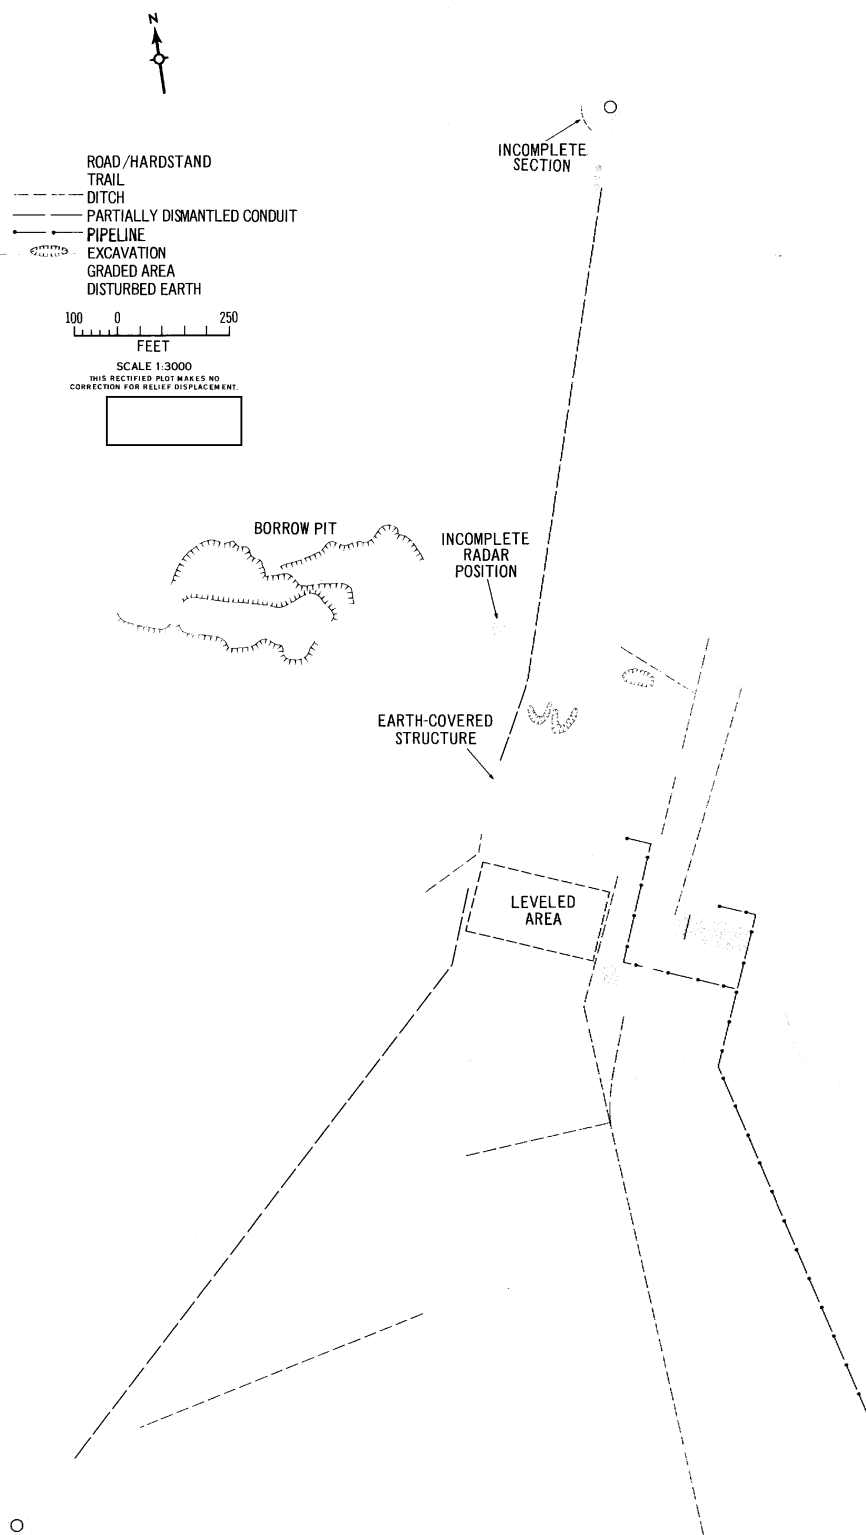 N
INCOMPLETE
SECTION
ROAD/HARDSTAND
TRAIL
DITCH
PARTIALLY DISMANTLED CONDUIT
PIPELINE
EXCAVATION
GRADED AREA
DISTURBED EARTH
100 0 250
FEET
SCALE 1:3000
THIS RECTIFIED PLOT MAKES NO
CORRECTION FOR RELIEF DISPLACEMENT.
BORROW PIT
INCOMPLETE
RADAR
POSITION
EARTH-COVERED
STRUCTURE
LEVELED
AREA